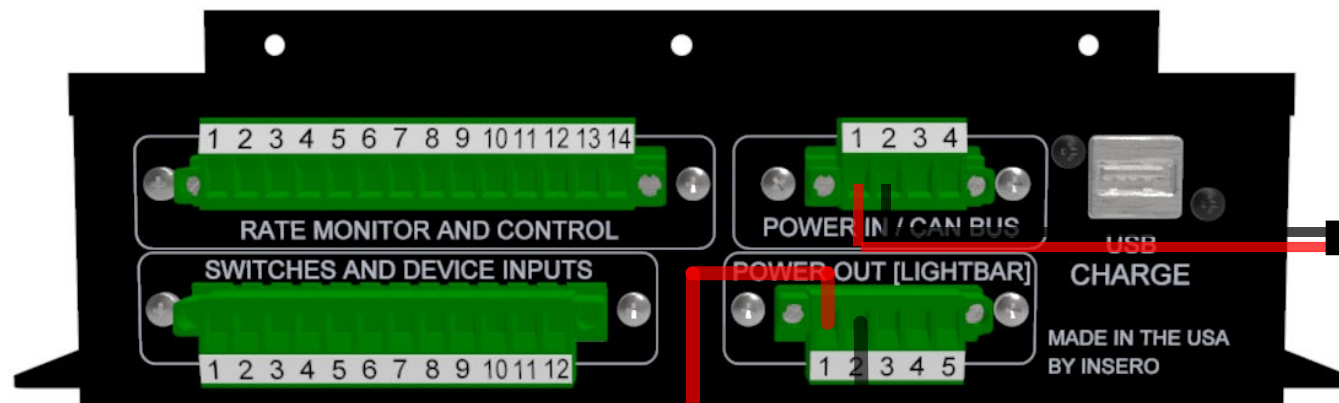 1 2 3 4 5 6 7 8 9 10 11 12 13 14
RATE MONITOR AND CONTROL
1 2 3 4
POWER IN / CAN BUS
USB
CHARGE
SWITCHES AND DEVICE INPUTS
1 2 3 4 5 6 7 8 9 10 11 12
POWER OUT [LIGHTBAR]
1 2 3 4 5
MADE IN THE USA
BY INSERO